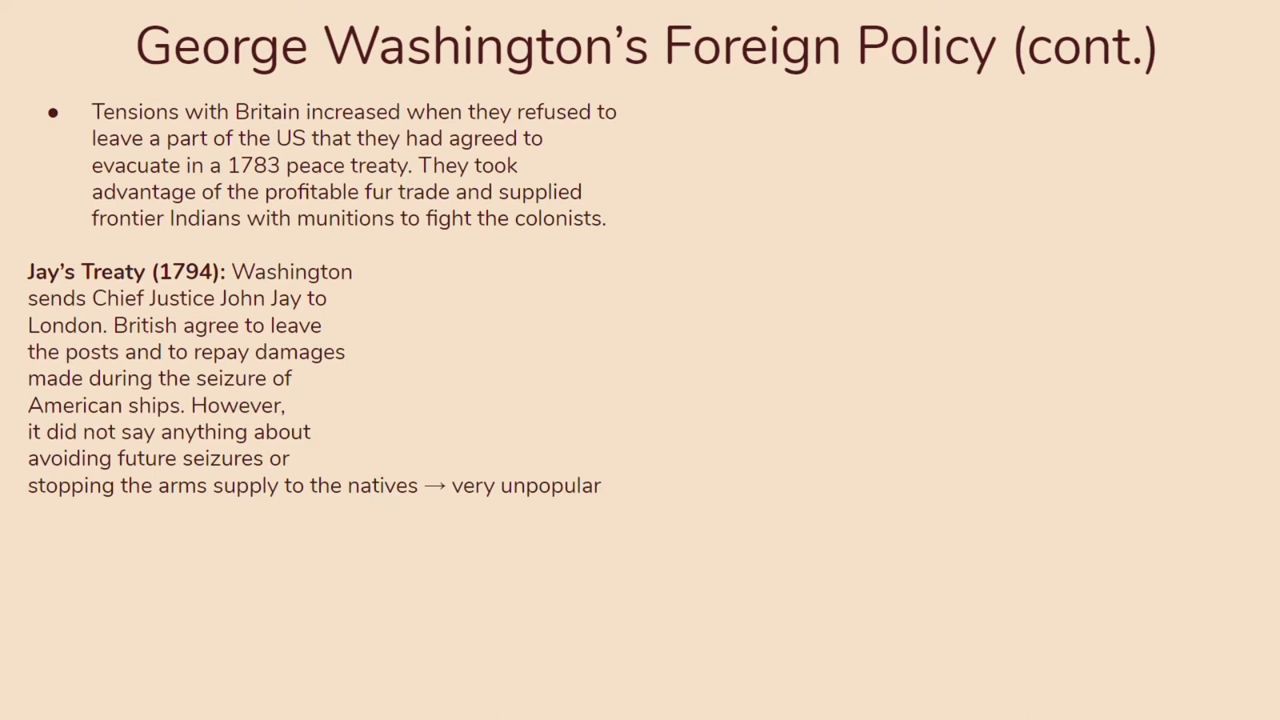 George Washington’s Foreign Policy (cont.)
● Tensions with Britain increased when they refused to
leave a part of the US that they had agreed to
evacuate in a 1783 peace treaty. They took
advantage of the profitable fur trade and supplied
frontier Indians with munitions to fight the colonists.
Jay’s Treaty (1794): Washington
sends Chief Justice John Jay to
London. British agree to leave
the posts and to repay damages
made during the seizure of
American ships. However,
it did not say anything about
avoiding future seizures or
stopping the arms supply to the natives → very unpopular